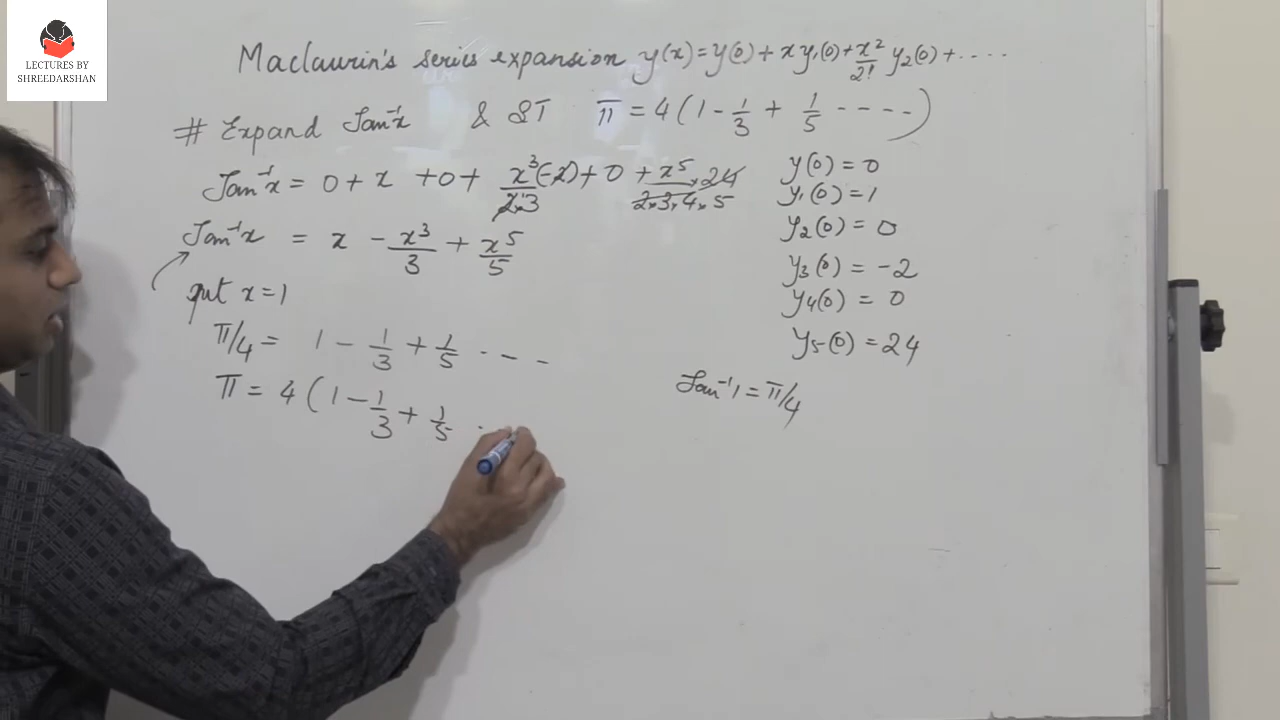 LECTURES BY
SHREEDARSHAN
Maclaurin's series expansion y(x)=y(0)+xy₁(0)+x²/2! y₂(0)+....
# Expand Tan⁻¹x & ST π=4(1-1/3+1/5----)
Tan⁻¹x = 0+x+0+x³/2×3(-2)+0+x⁵/2×3×4×5×24
Tan⁻¹x = x-x³/3+x⁵/5
put x=1
π/4= 1-1/3+1/5.--
π=4(1-1/3+1/5.
y(0)=0
y₁(0)=1
y₂(0)=0
y₃(0)=-2
y₄(0)=0
y₅(0)=24
Tan⁻¹1=π/4